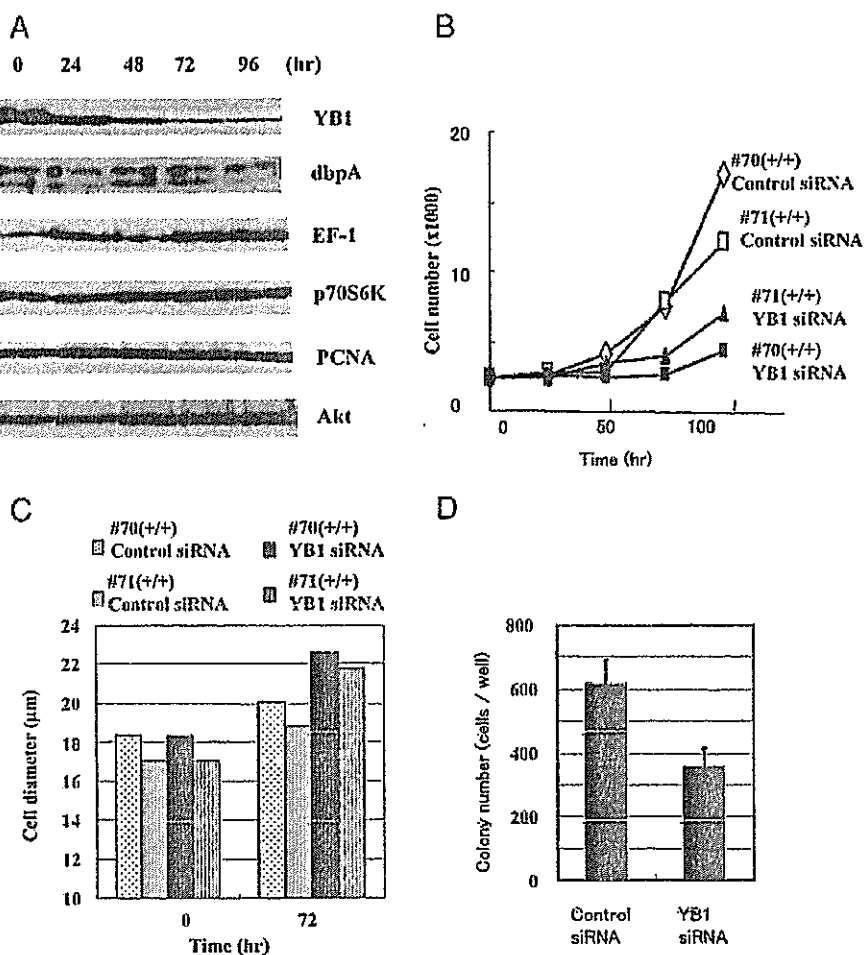 A
0 24 48 72 96 (hr)
YB1
dbpA
EF-1
p70S6K
PCNA
Akt
B
20
10
0
Cell number (x1000)
#70(+/+)
Control siRNA
#71(+/+)
Control siRNA
#71(+/+)
YB1 siRNA
#70(+/+)
YB1 siRNA
0 50 100
Time (hr)
C
#70(+/+)
Control siRNA
#70(+/+)
YB1 siRNA
#71(+/+)
Control siRNA
#71(+/+)
YB1 siRNA
Cell diameter (μm)
24
22
20
18
16
14
12
10
0 72
Time (hr)
D
Colony number (cells / well)
800
600
400
200
0
Control
siRNA
YB1
siRNA